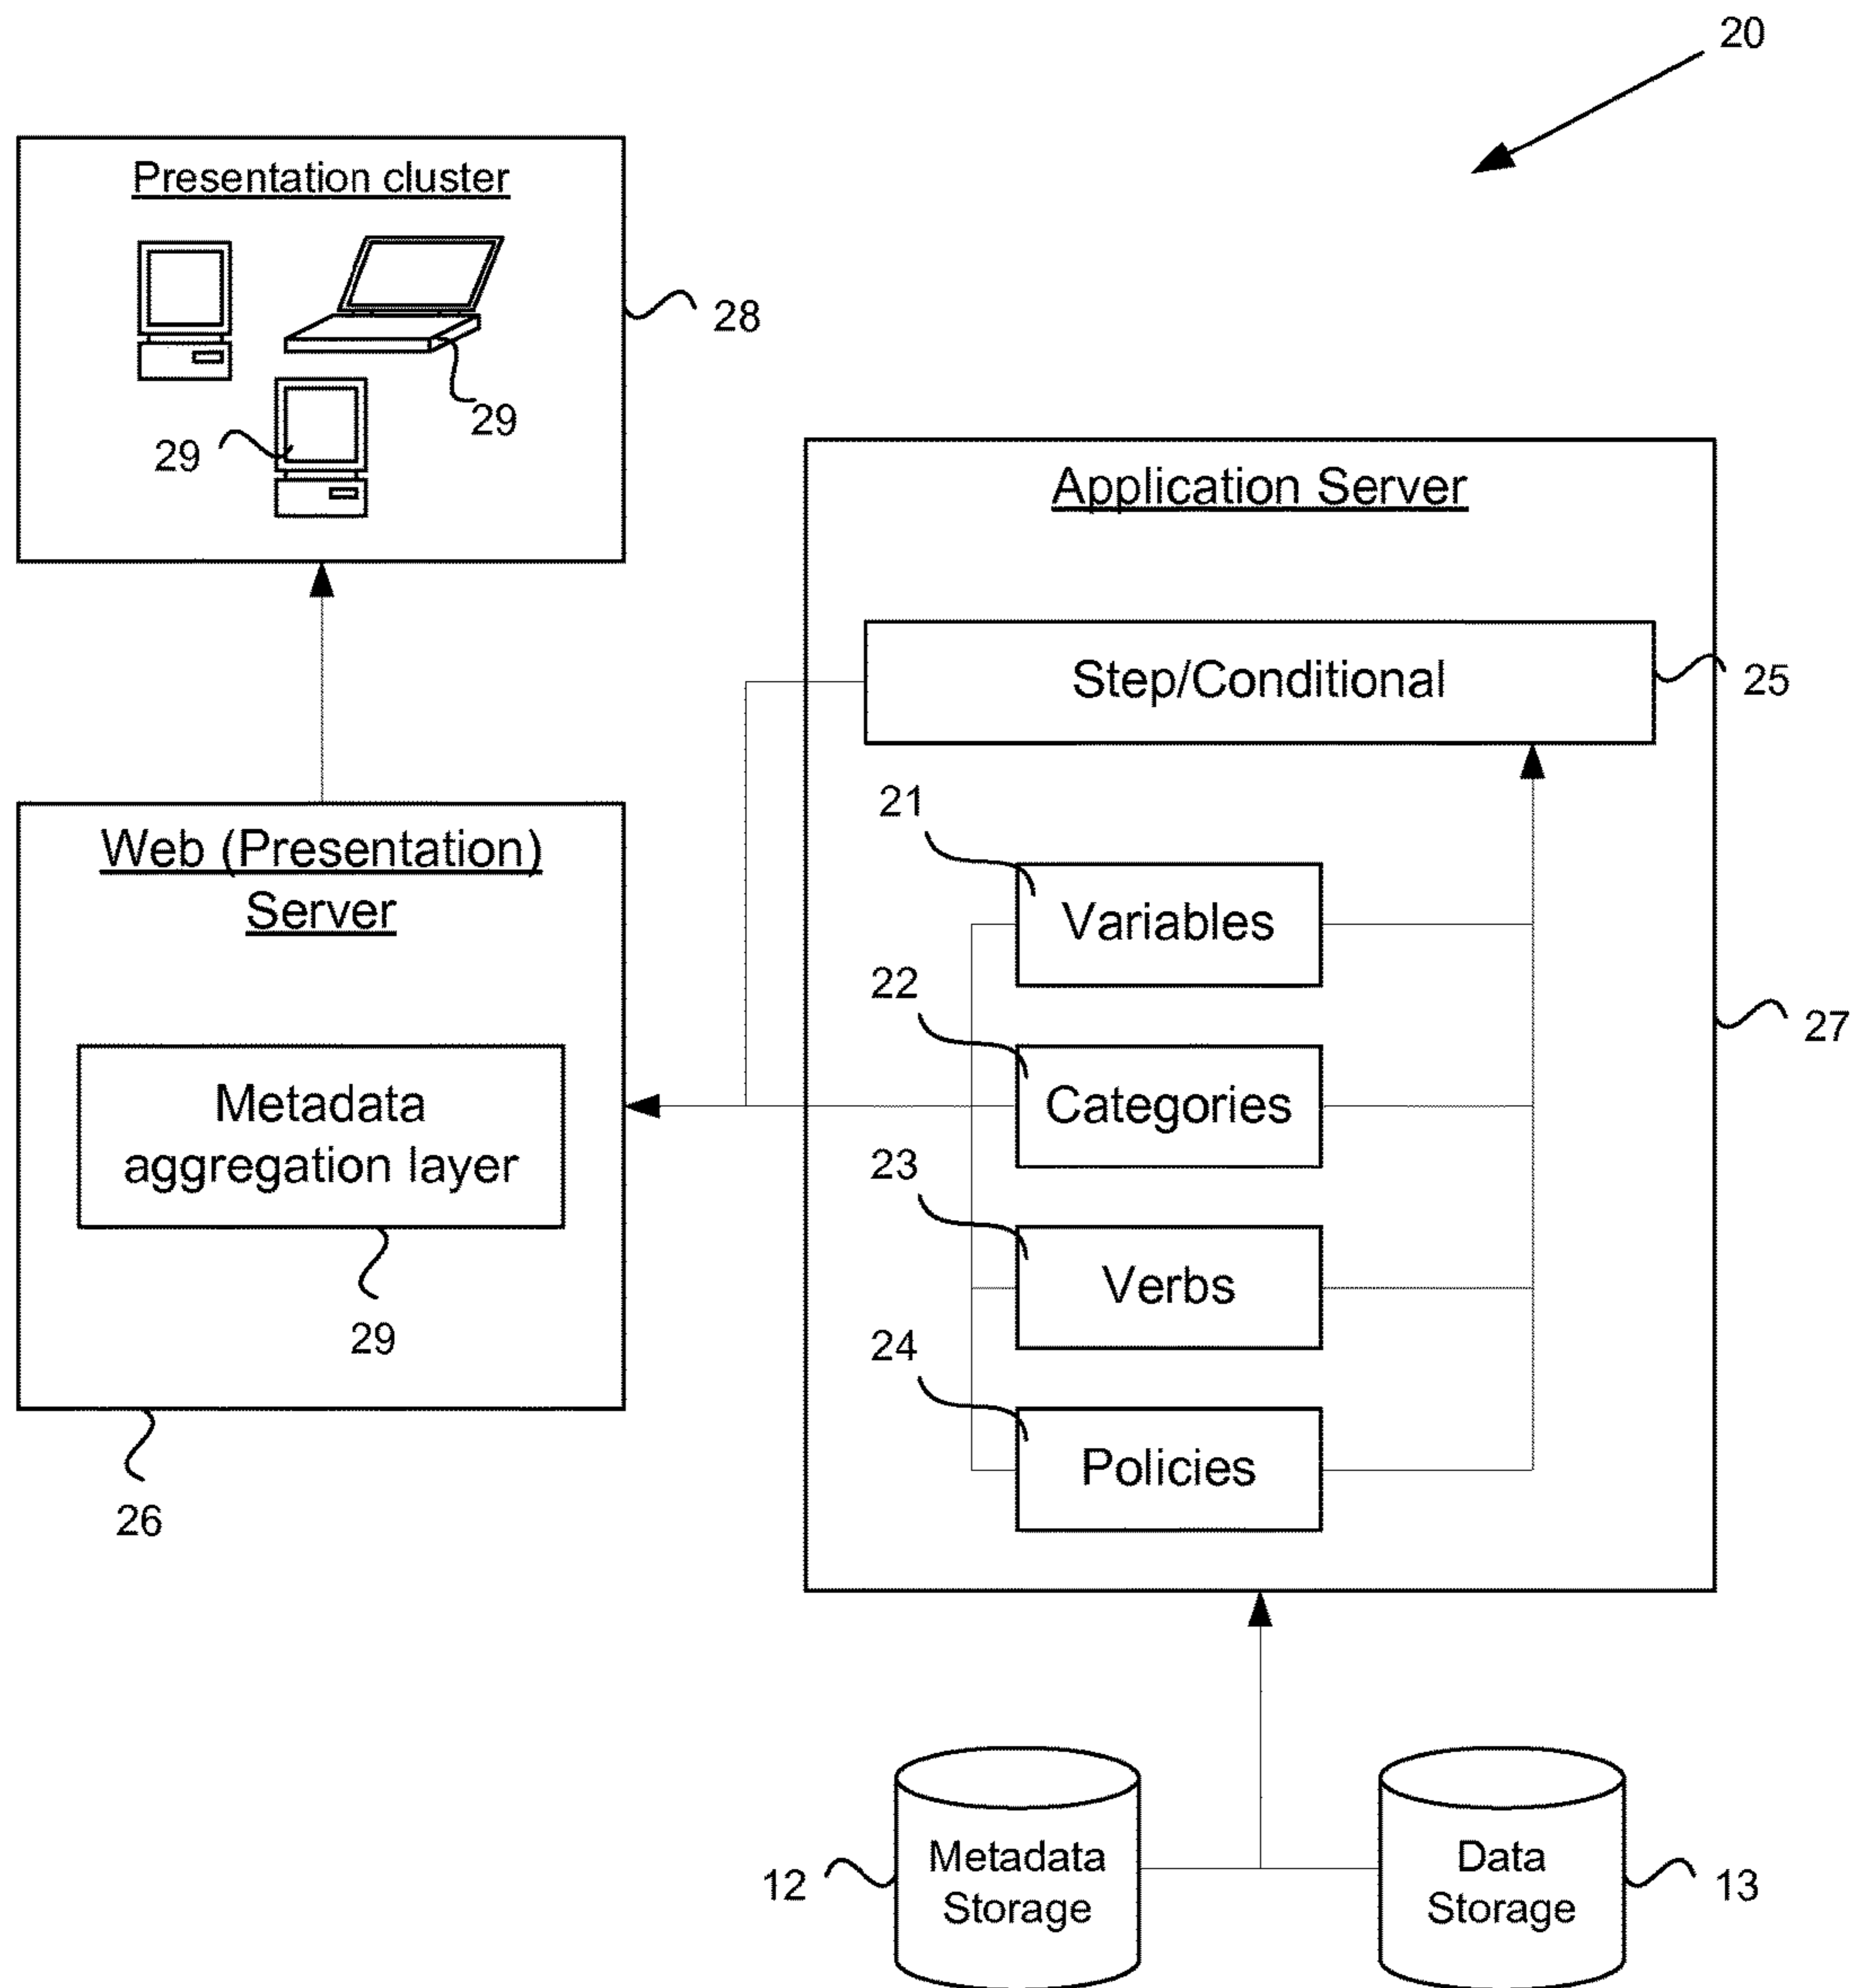 20
Presentation cluster
28
29
29
Application Server
Step/Conditional
25
21
Variables
Web (Presentation)
Server
22
Categories
27
Metadata
aggregation layer
23
Verbs
29
24
Policies
26
12
Metadata
Storage
Data
Storage
13